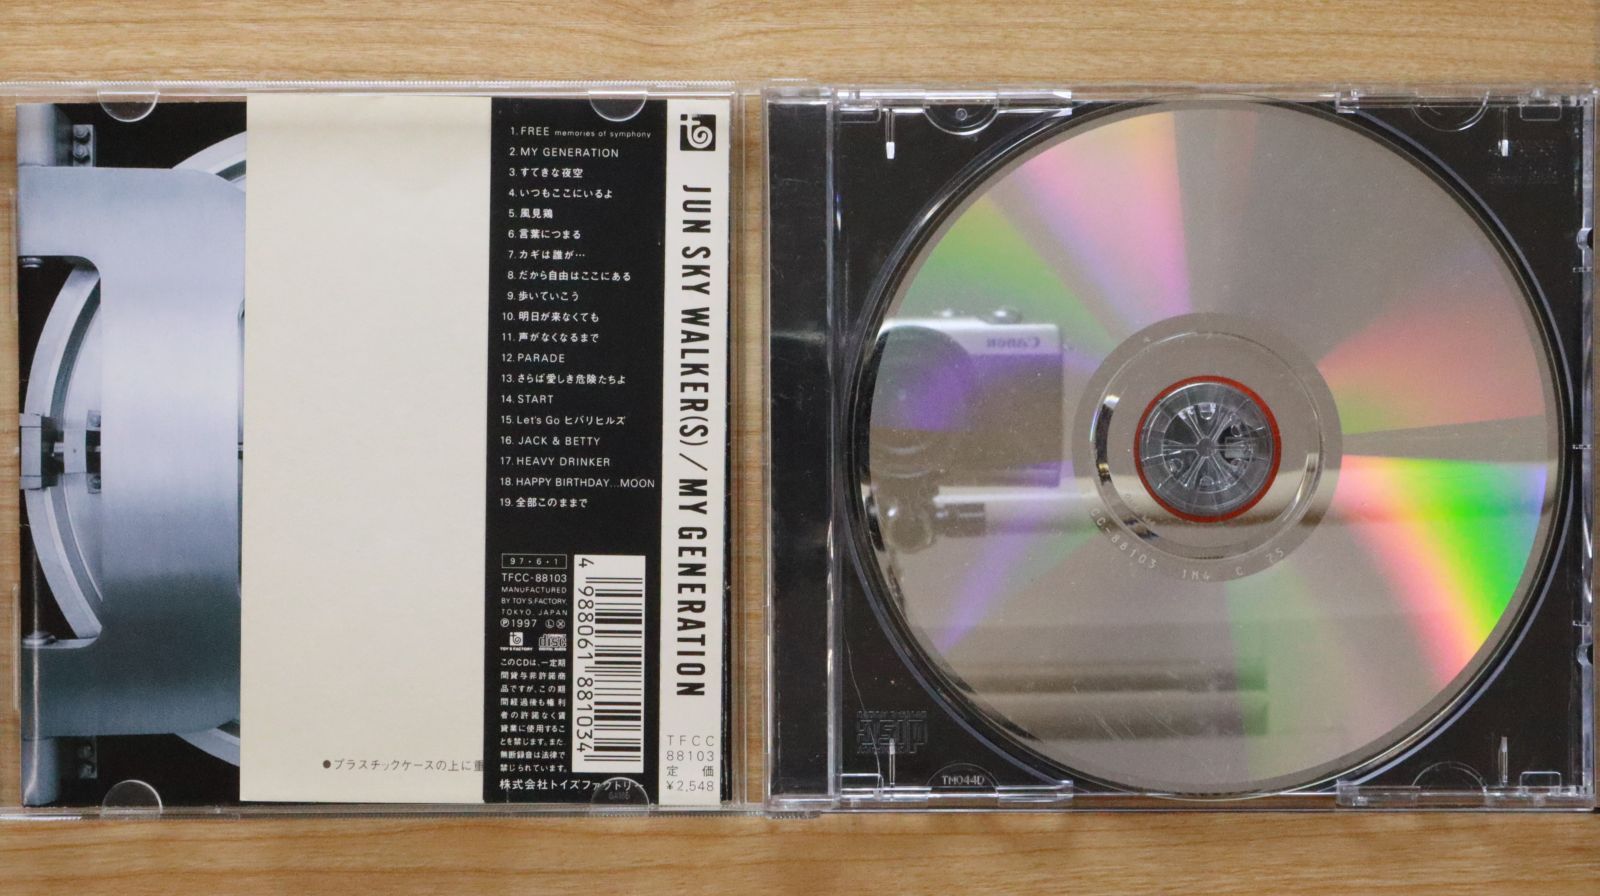 1. FREE memories of symphony
2. MY GENERATION
3. すてきな夜空
4. いつもここにいるよ
5. 風見鶏
6. 言葉につまる
7. カギは誰が…
8. だから自由はここにある
9. 歩いていこう
10. 明日が来なくても
11. 声がなくなるまで
12. PARADE
13. さらば愛しき危険たちよ
14. START
15. Let's Go ヒバリヒルズ
16. JACK & BETTY
17. HEAVY DRINKER
18. HAPPY BIRTHDAY...MOON
19. 全部このままで
97・6・1
TFCC-88103
MANUFACTURED
BY TOY'S FACTORY,
TOKYO, JAPAN
Ⓟ1997 Ⓛ Ⓧ
TOY'S FACTORY
COMPACT disc DIGITAL AUDIO
このCDは、一定期
間貸与非許諾商
品ですが、この期
間経過後も権利
者の許諾なく賃
貸業に使用するこ
とを禁じます。また
無断録音は法律で
禁じられています。
株式会社トイズファクトリー
4 988061 881034
●プラスチックケースの上に重
JUN SKY WALKER(S) / MY GENERATION
TFCC
88103
定価
¥2,548
Canon
CC-88103 1M4 C 25
TM044D